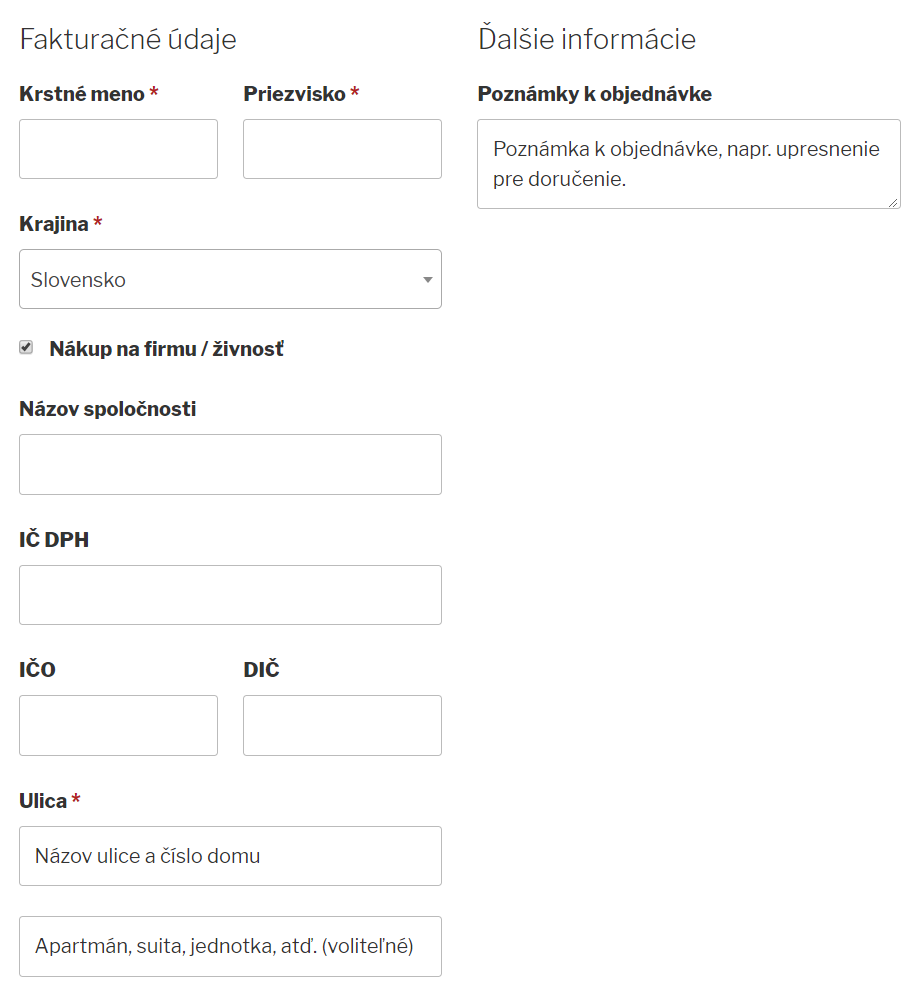 Fakturačné údaje
Krstné meno *
Priezvisko *
Krajina *
Slovensko
Nákup na firmu / živnosť
Názov spoločnosti
IČ DPH
IČO
DIČ
Ulica *
Názov ulice a číslo domu
Apartmán, suita, jednotka, atď. (voliteľné)
Ďalšie informácie
Poznámky k objednávke
Poznámka k objednávke, napr. upresnenie
pre doručenie.